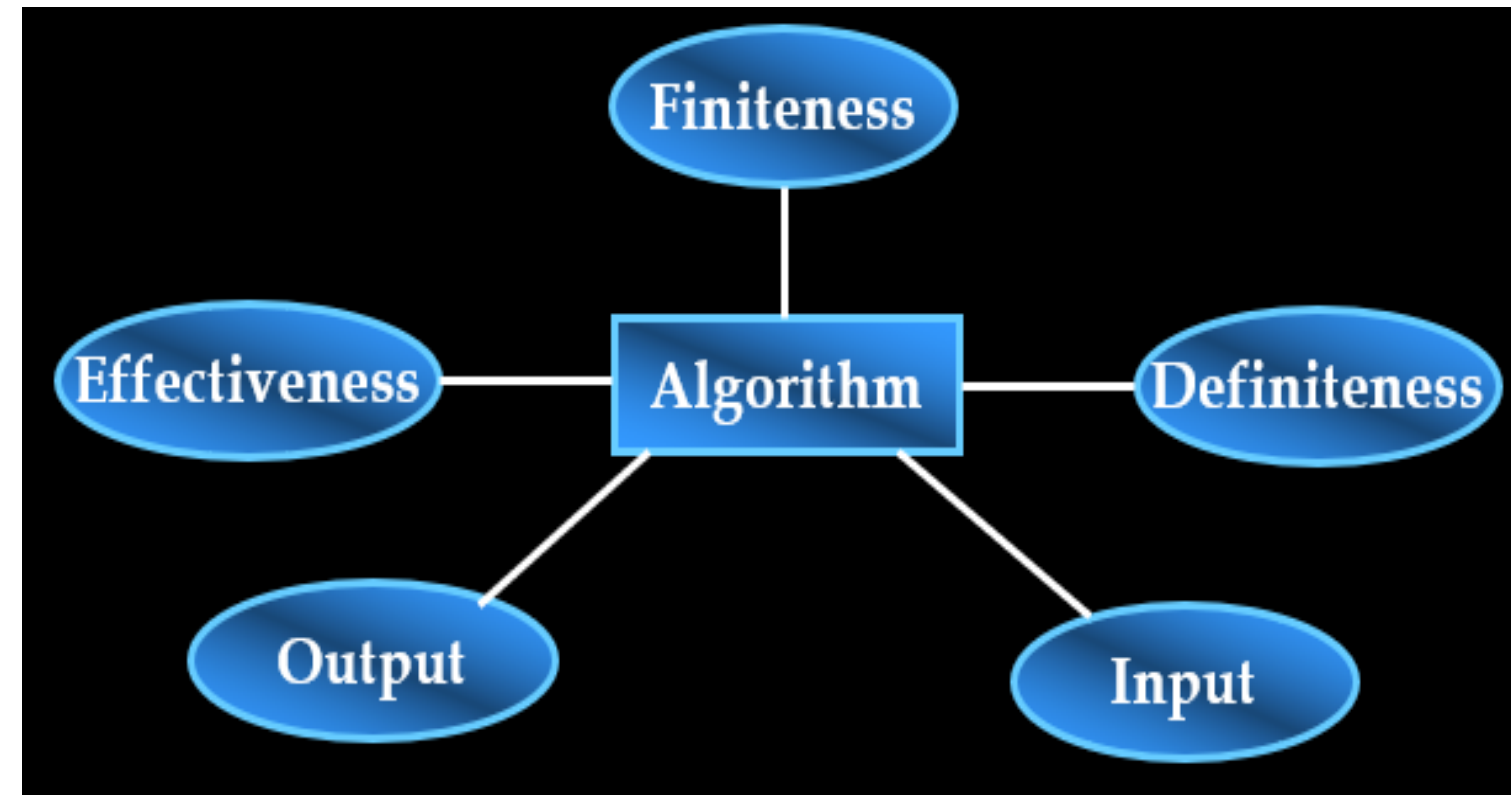 Finiteness
Effectiveness
Algorithm
Definiteness
Output
Input